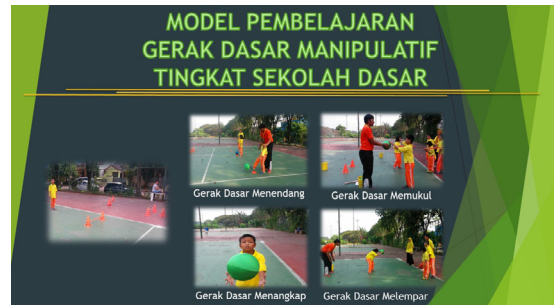 MODEL PEMBELAJARAN
GERAK DASAR MANIPULATIF
TINGKAT SEKOLAH DASAR
Gerak Dasar Menendang
Gerak Dasar Memukul
Gerak Dasar Menangkap
Gerak Dasar Melempar